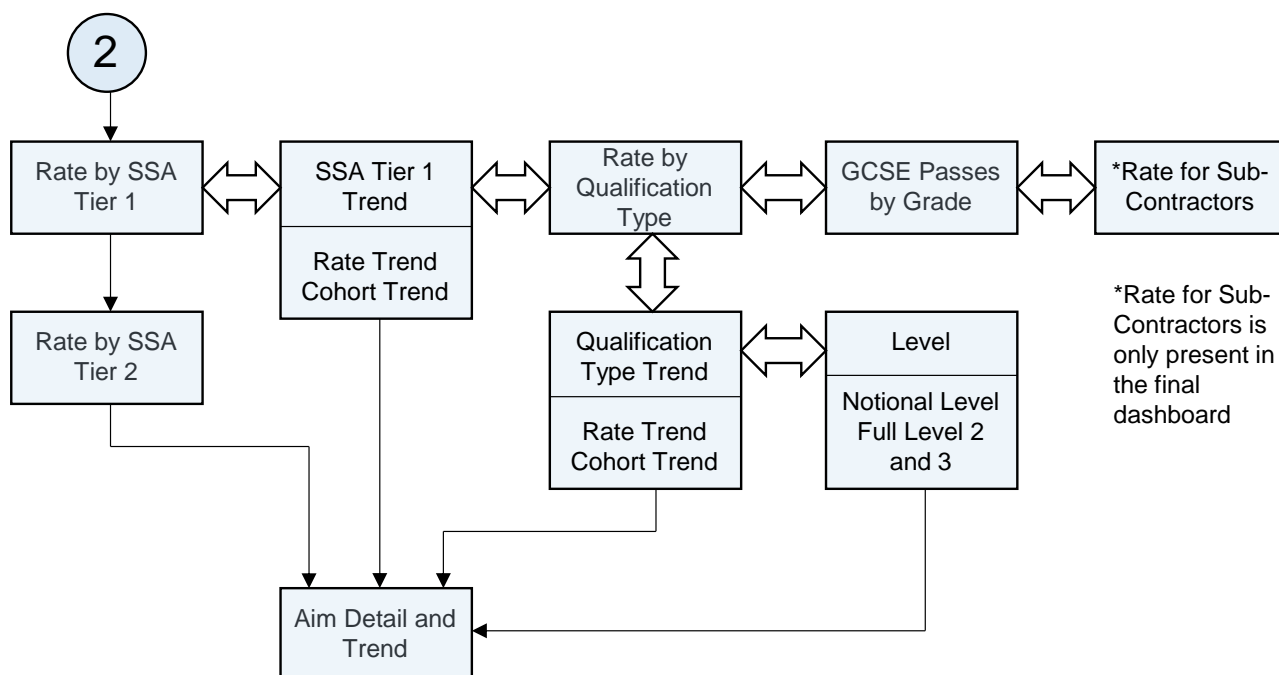 2
Rate by SSA
Tier 1
SSA Tier 1
Trend
Rate Trend
Cohort Trend
Rate by
Qualification
Type
GCSE Passes
by Grade
*Rate for Sub-
Contractors
Rate by SSA
Tier 2
Qualification
Type Trend
Rate Trend
Cohort Trend
Level
Notional Level
Full Level 2
and 3
*Rate for Sub-
Contractors is
only present in
the final
dashboard
Aim Detail and
Trend